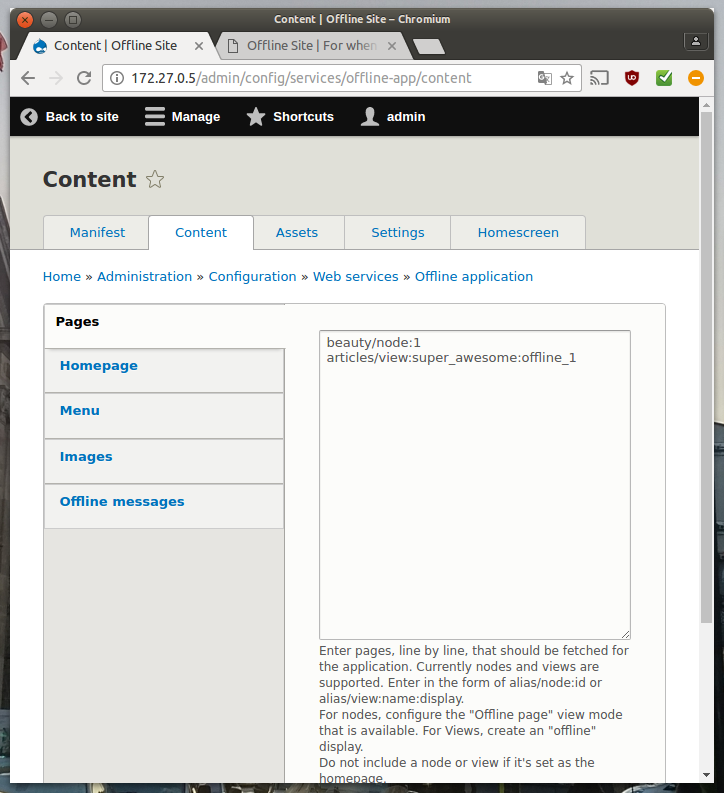 Content | Offline Site – Chromium
Content | Offline Site
Offline Site | For when
172.27.0.5/admin/config/services/offline-app/content
Back to site
Manage
Shortcuts
admin
Content
Manifest
Content
Assets
Settings
Homescreen
Home » Administration » Configuration » Web services » Offline application
Pages
Homepage
Menu
Images
Offline messages
beauty/node:1
articles/view:super_awesome:offline_1
Enter pages, line by line, that should be fetched for
the application. Currently nodes and views are
supported. Enter in the form of alias/node:id or
alias/view:name:display.
For nodes, configure the "Offline page" view mode
that is available. For Views, create an "offline"
display.
Do not include a node or view if it's set as the
homepage.